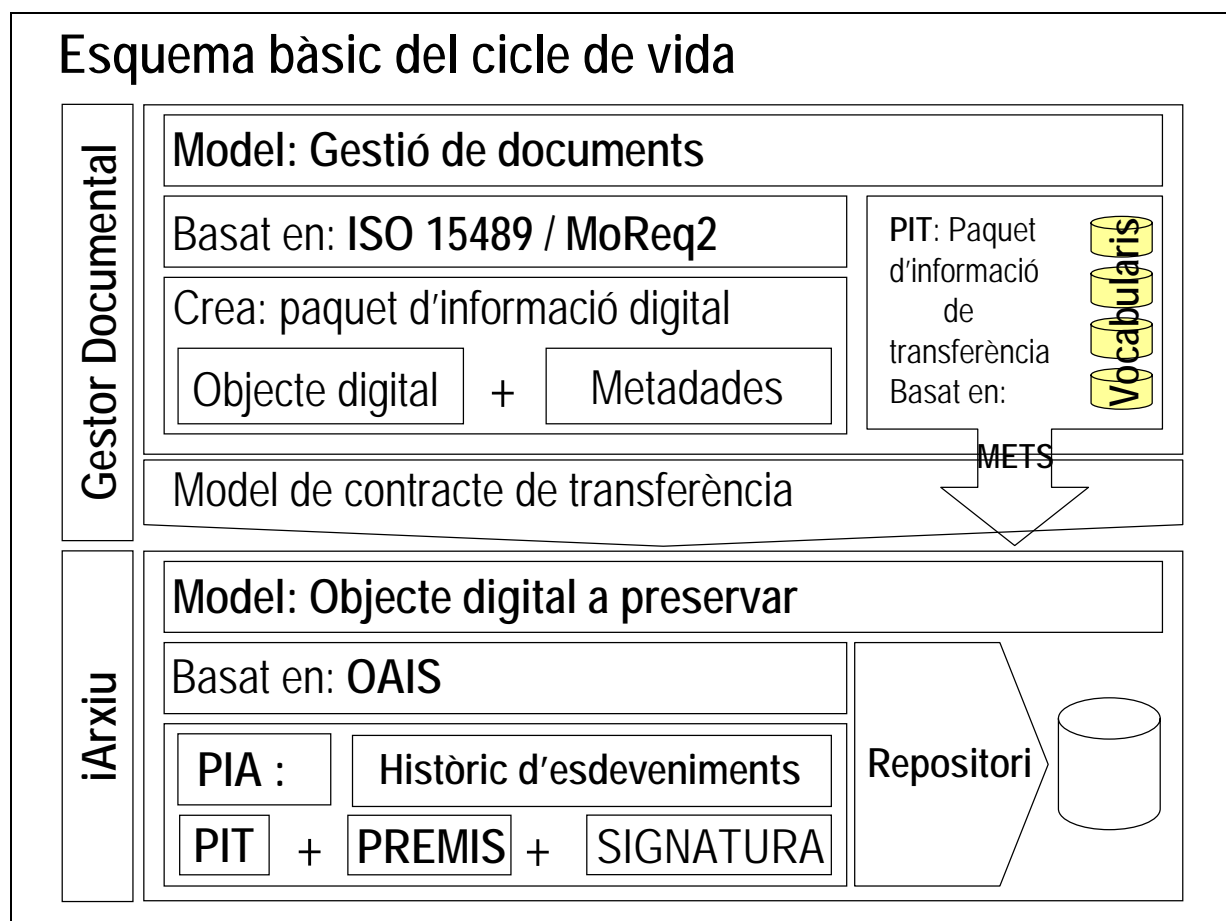 Esquema bàsic del cicle de vida
Gestor Documental
Model: Gestió de documents
Basat en: ISO 15489 / MoReq2
Crea: paquet d'informació digital
Objecte digital + Metadades
PIT: Paquet
d'informació
de
transferència
Basat en:
Vocabularis
METS
Model de contracte de transferència
iArxiu
Model: Objecte digital a preservar
Basat en: OAIS
PIA : Històric d'esdeveniments
PIT + PREMIS + SIGNATURA
Repositori